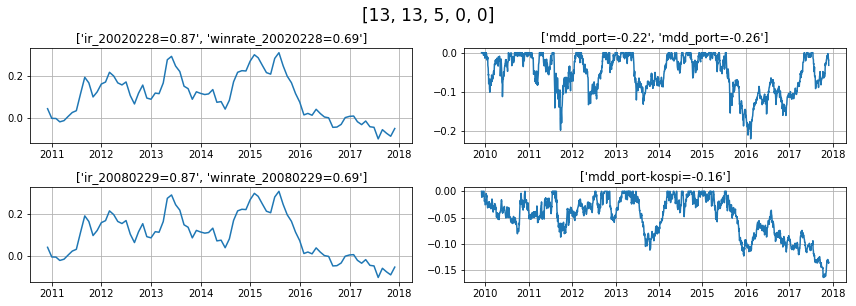 [13, 13, 5, 0, 0]
['ir_20020228=0.87', 'winrate_20020228=0.69']
0.2
0.0
2011 2012 2013 2014 2015 2016 2017 2018
['mdd_port=-0.22', 'mdd_port=-0.26']
0.0
−0.1
−0.2
2010 2011 2012 2013 2014 2015 2016 2017 2018
['ir_20080229=0.87', 'winrate_20080229=0.69']
0.2
0.0
2011 2012 2013 2014 2015 2016 2017 2018
['mdd_port-kospi=-0.16']
0.00
−0.05
−0.10
−0.15
2010 2011 2012 2013 2014 2015 2016 2017 2018